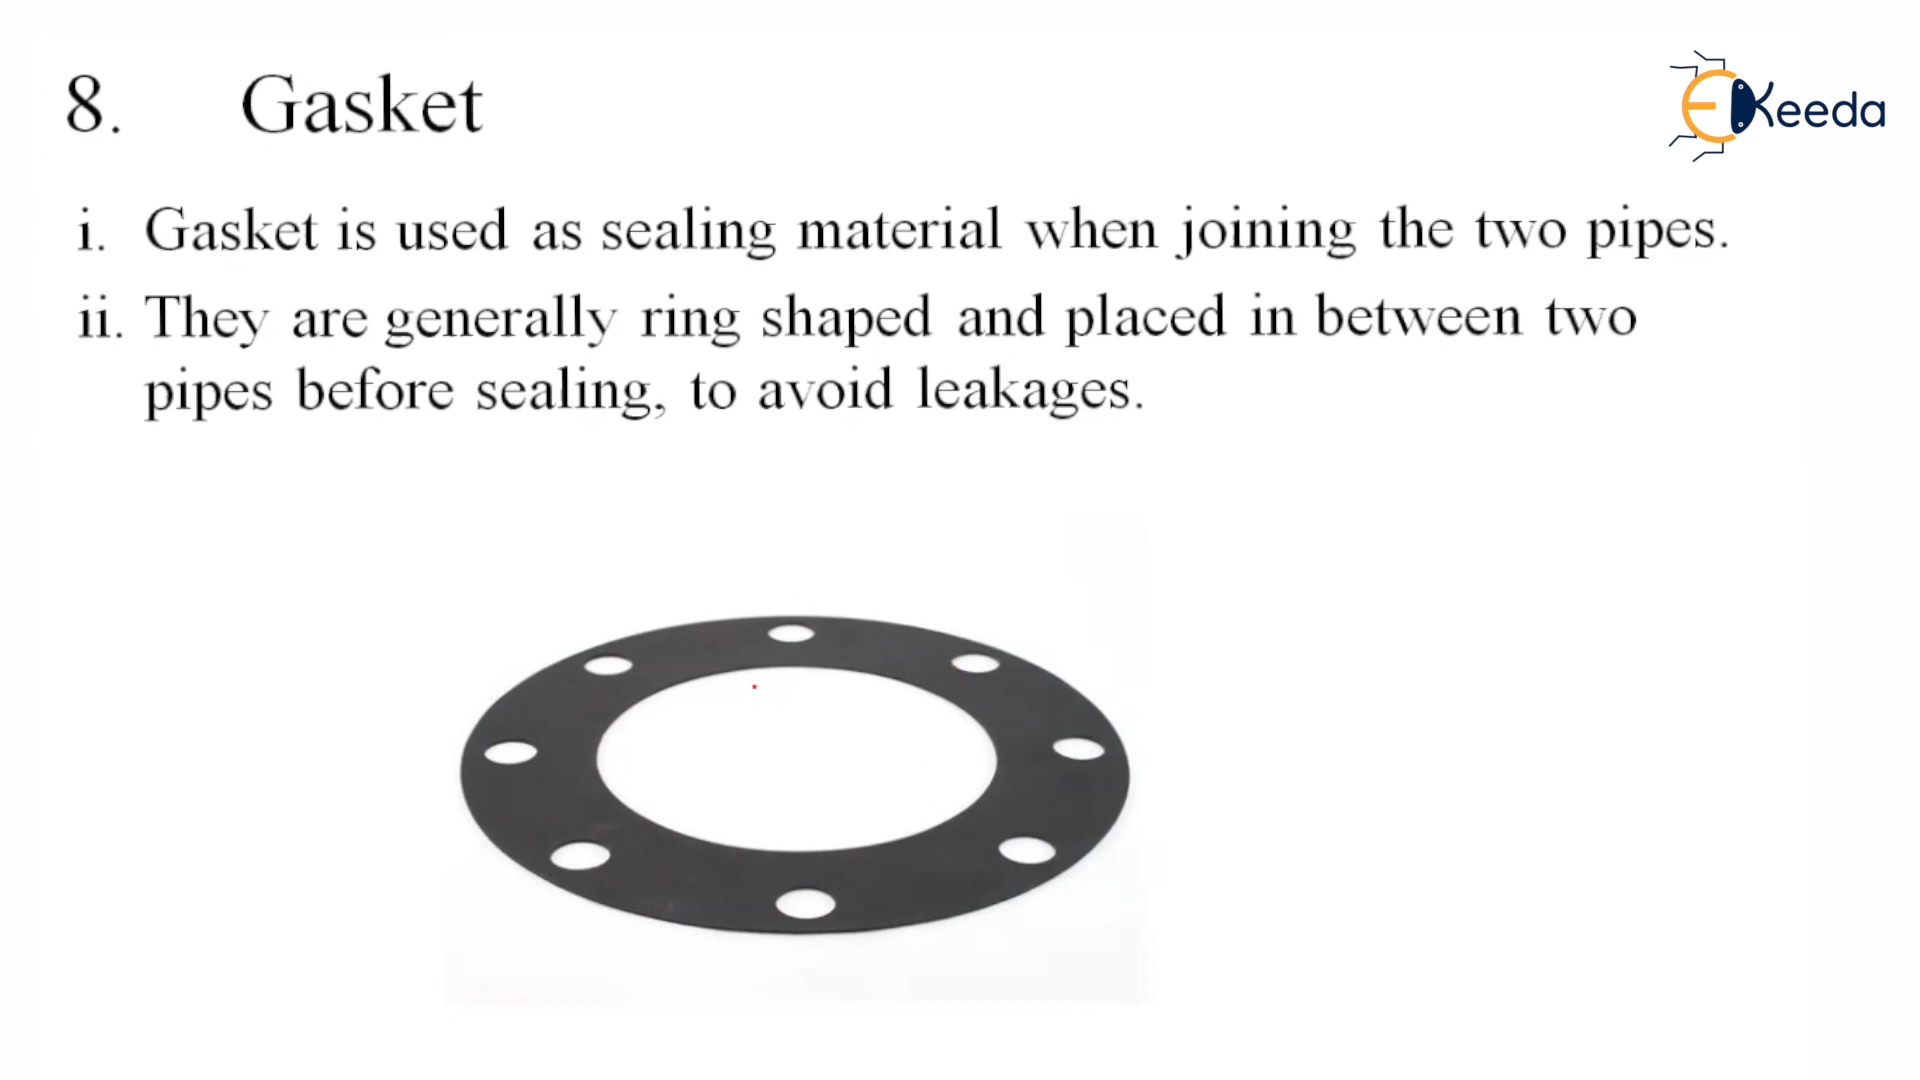 8. Gasket
EKeeda
i. Gasket is used as sealing material when joining the two pipes.
ii. They are generally ring shaped and placed in between two
pipes before sealing, to avoid leakages.